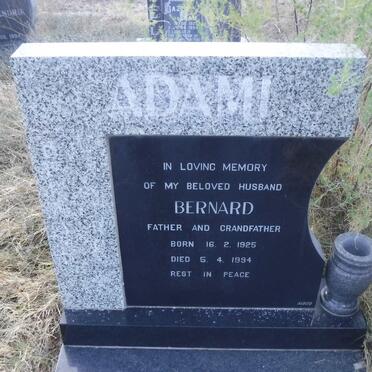 ADAMI
IN LOVING MEMORY
OF MY BELOVED HUSBAND
BERNARD
FATHER AND GRANDFATHER
BORN 16. 2. 1925
DIED 5. 4. 1994
REST IN PEACE